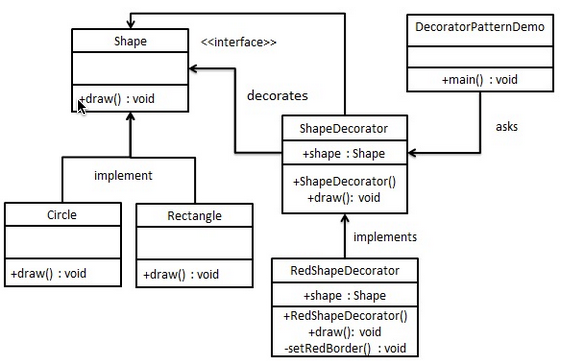 Shape
<<interface>>
+draw() : void
DecoratorPatternDemo
+main() : void
decorates
asks
ShapeDecorator
+shape : Shape
+ShapeDecorator()
+draw(): void
implement
Circle
+draw() : void
Rectangle
+draw() : void
implements
RedShapeDecorator
+shape : Shape
+RedShapeDecorator()
+draw(): void
-setRedBorder() : void